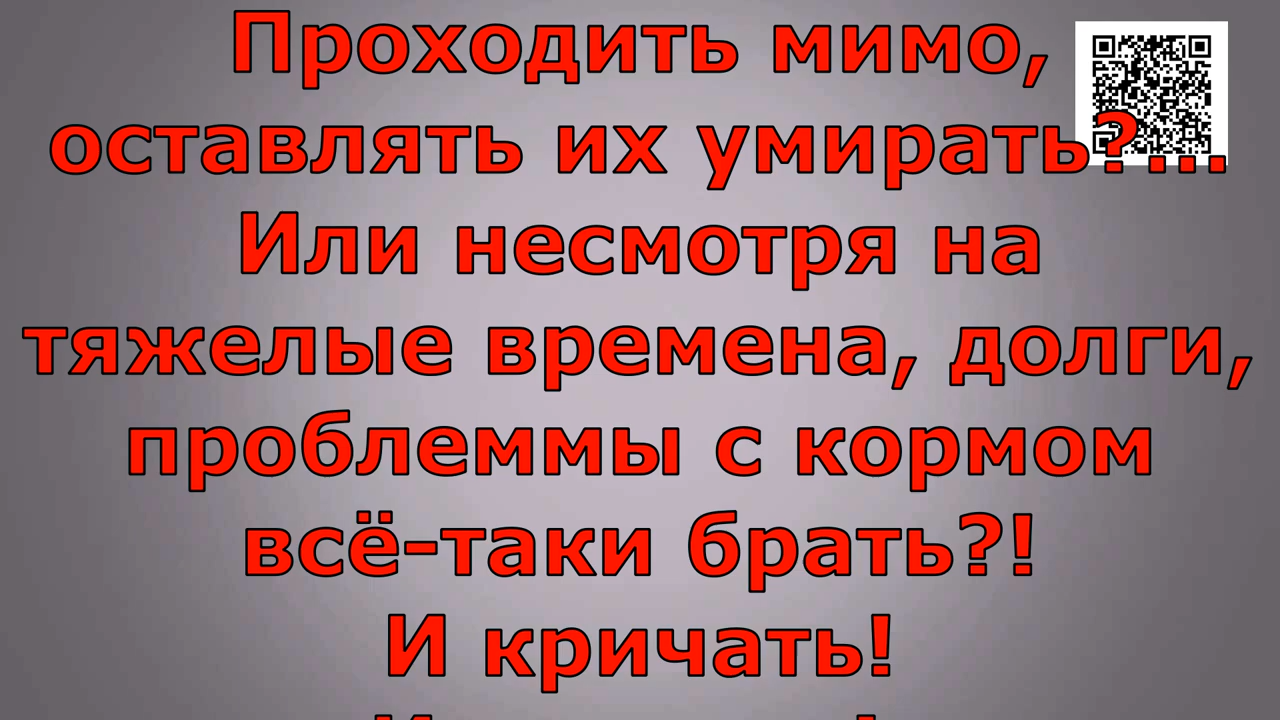 Проходить мимо,
оставлять их умирать?...
Или несмотря на
тяжелые времена, долги,
проблеммы с кормом
всё-таки брать?!
И кричать!